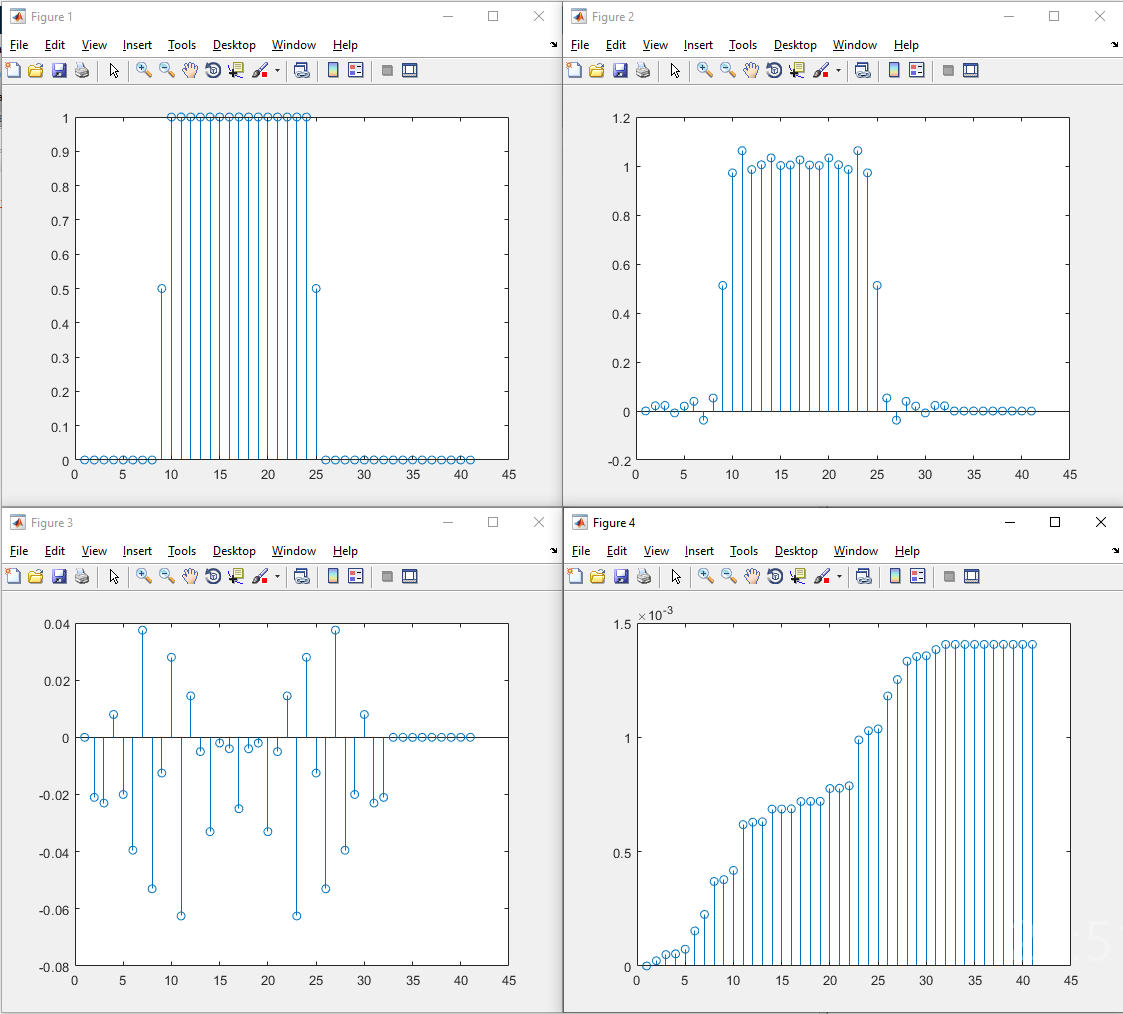 Figure 1
File Edit View Insert Tools Desktop Window Help
1
0.9
0.8
0.7
0.6
0.5
0.4
0.3
0.2
0.1
0
0 5 10 15 20 25 30 35 40 45
Figure 2
File Edit View Insert Tools Desktop Window Help
1.2
1
0.8
0.6
0.4
0.2
0
-0.2
0 5 10 15 20 25 30 35 40 45
Figure 3
File Edit View Insert Tools Desktop Window Help
0.04
0.02
0
-0.02
-0.04
-0.06
-0.08
0 5 10 15 20 25 30 35 40 45
Figure 4
File Edit View Insert Tools Desktop Window Help
×10-3
1.5
1
0.5
0
0 5 10 15 20 25 30 35 40 45